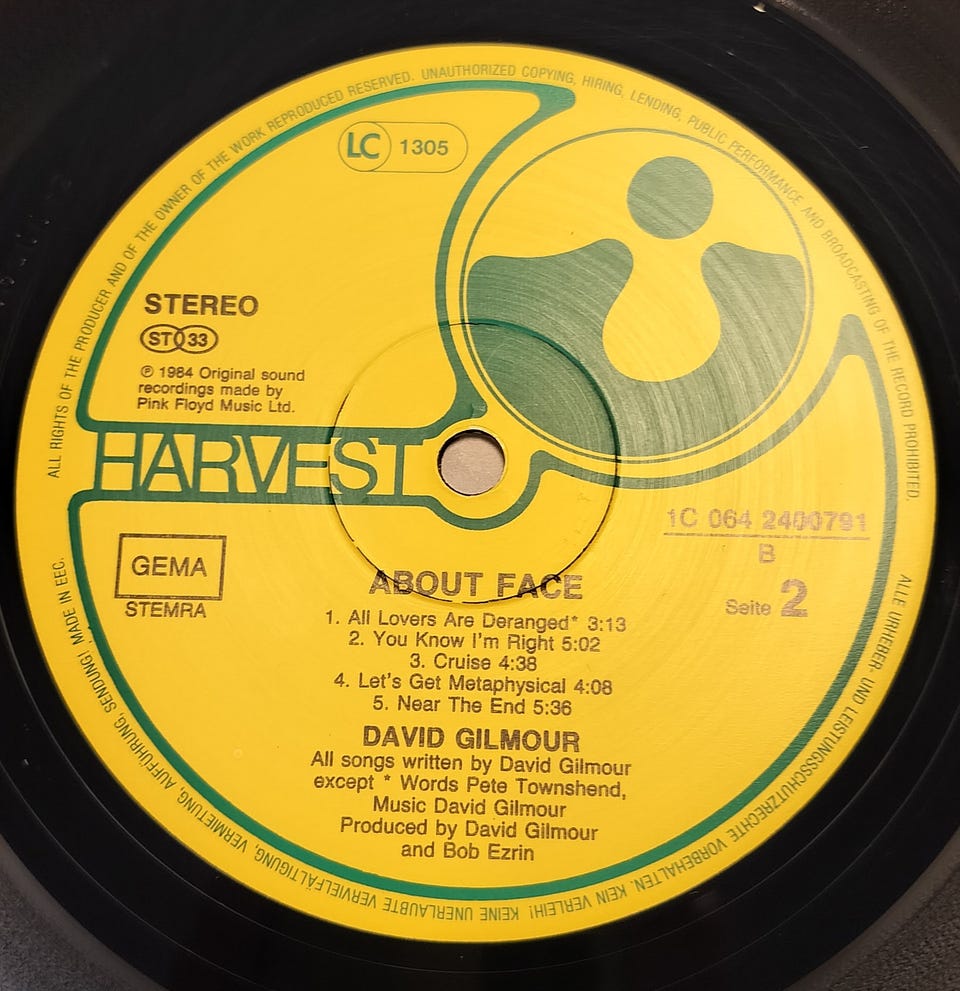 ALL RIGHTS OF THE PRODUCER AND OF THE OWNER OF THE WORK REPRODUCED RESERVED. UNAUTHORIZED COPYING, HIRING, LENDING, PUBLIC PERFORMANCE AND BROADCASTING OF THE RECORD PROHIBITED.
LC 1305
STEREO
ST 33
℗ 1984 Original sound
recordings made by
Pink Floyd Music Ltd.
HARVEST
1C 064 2400791
B
Seite 2
GEMA
STEMRA
ABOUT FACE
1. All Lovers Are Deranged* 3:13
2. You Know I'm Right 5:02
3. Cruise 4:38
4. Let's Get Metaphysical 4:08
5. Near The End 5:36
DAVID GILMOUR
All songs written by David Gilmour
except * Words Pete Townshend,
Music David Gilmour
Produced by David Gilmour
and Bob Ezrin
ALLE URHEBER- UND LEISTUNGSSCHUTZRECHTE VORBEHALTEN. KEIN VERLEIH! KEINE UNERLAUBTE VERVIELFÄLTIGUNG, VERMIETUNG, AUFFÜHRUNG, SENDUNG! MADE IN EEC.